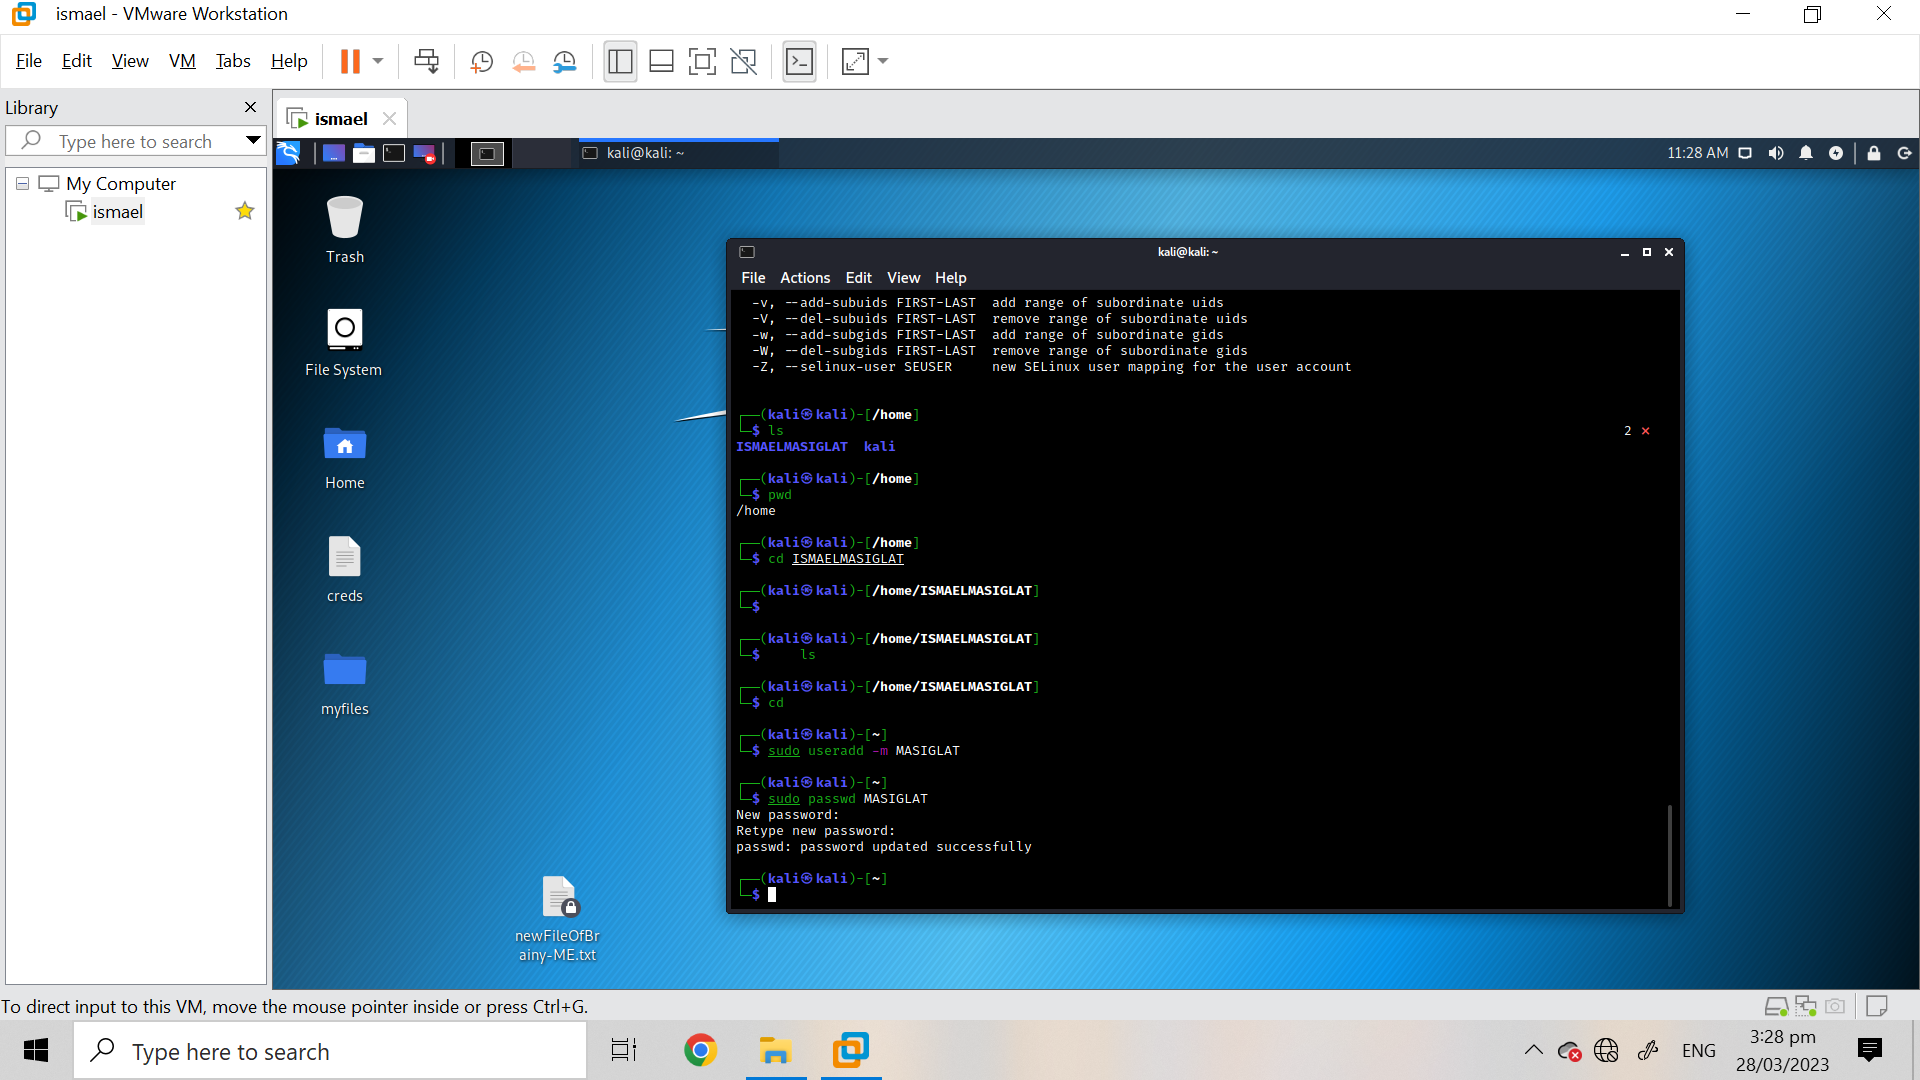 ismael - VMware Workstation
File Edit View VM Tabs Help
Library
Type here to search
My Computer
ismael
ismael
kali@kali: ~
11:28 AM
Trash
File System
Home
creds
myfiles
newFileOfBr
ainy-ME.txt
kali@kali: ~
File Actions Edit View Help
-v, --add-subuids FIRST-LAST add range of subordinate uids
-V, --del-subuids FIRST-LAST remove range of subordinate uids
-w, --add-subgids FIRST-LAST add range of subordinate gids
-W, --del-subgids FIRST-LAST remove range of subordinate gids
-Z, --selinux-user SEUSER new SELinux user mapping for the user account
┌──(kali㉿kali)-[/home]
└─$ ls 2 ⨯
ISMAELMASIGLAT kali
┌──(kali㉿kali)-[/home]
└─$ pwd
/home
┌──(kali㉿kali)-[/home]
└─$ cd ISMAELMASIGLAT
┌──(kali㉿kali)-[/home/ISMAELMASIGLAT]
└─$
┌──(kali㉿kali)-[/home/ISMAELMASIGLAT]
└─$ ls
┌──(kali㉿kali)-[/home/ISMAELMASIGLAT]
└─$ cd
┌──(kali㉿kali)-[~]
└─$ sudo useradd -m MASIGLAT
┌──(kali㉿kali)-[~]
└─$ sudo passwd MASIGLAT
New password:
Retype new password:
passwd: password updated successfully
┌──(kali㉿kali)-[~]
└─$
To direct input to this VM, move the mouse pointer inside or press Ctrl+G.
Type here to search
ENG
3:28 pm
28/03/2023